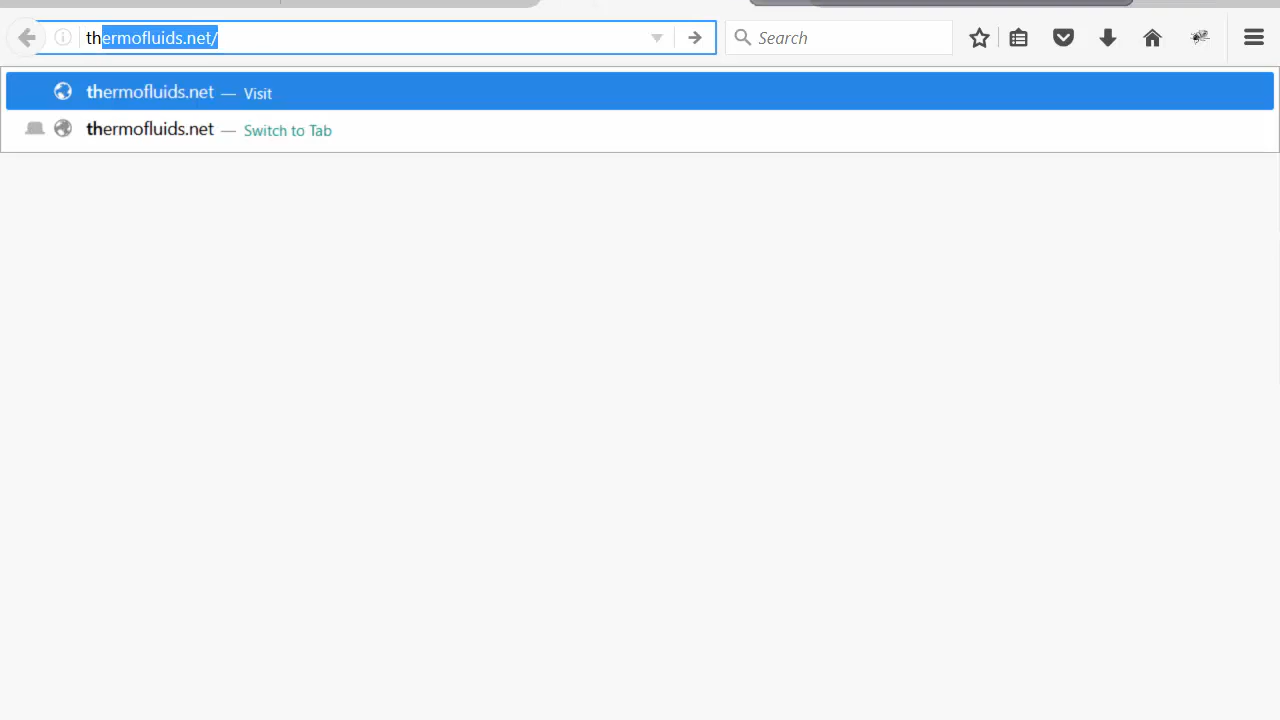 thermofluids.net/
Search
thermofluids.net — Visit
thermofluids.net — Switch to Tab